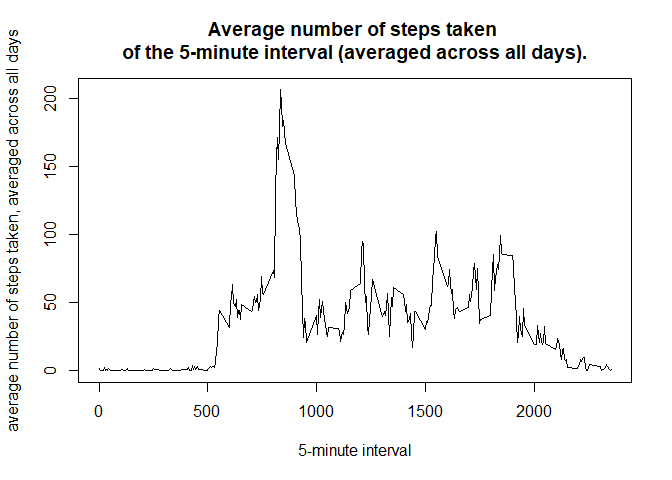 Average number of steps taken
of the 5-minute interval (averaged across all days).
average number of steps taken, averaged across all days
200
150
100
50
0
0 500 1000 1500 2000
5-minute interval